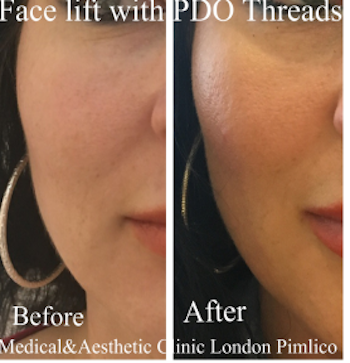 Face lift with PDO Threads
Before
After
Medical&Aesthetic Clinic London Pimlico